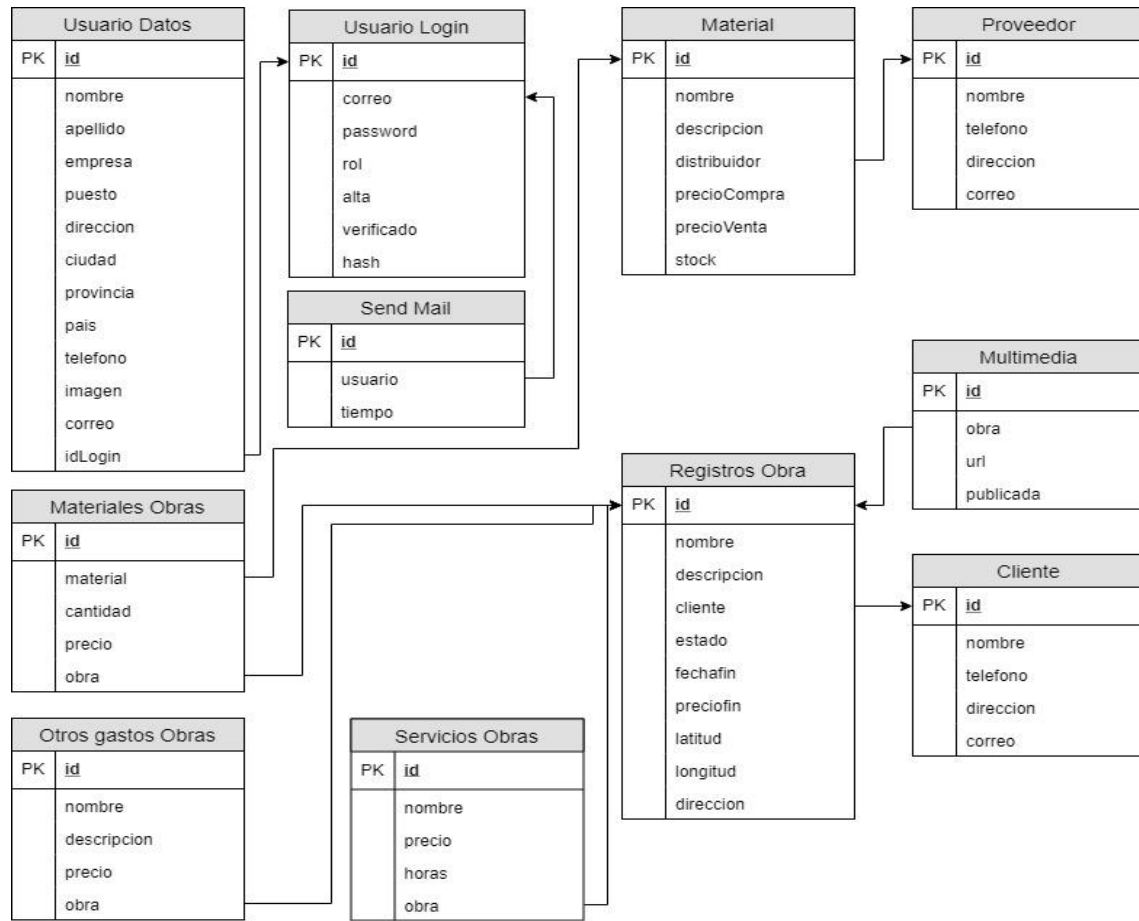 Usuario Datos
PK id
nombre
apellido
empresa
puesto
direccion
ciudad
provincia
pais
telefono
imagen
correo
idLogin
Usuario Login
PK id
correo
password
rol
alta
verificado
hash
Send Mail
PK id
usuario
tiempo
Material
PK id
nombre
descripcion
distribuidor
precioCompra
precioVenta
stock
Proveedor
PK id
nombre
telefono
direccion
correo
Multimedia
PK id
obra
url
publicada
Materiales Obras
PK id
material
cantidad
precio
obra
Registros Obra
PK id
nombre
descripcion
cliente
estado
fechafin
preciofin
latitud
longitud
direccion
Cliente
PK id
nombre
telefono
direccion
correo
Otros gastos Obras
PK id
nombre
descripcion
precio
obra
Servicios Obras
PK id
nombre
precio
horas
obra